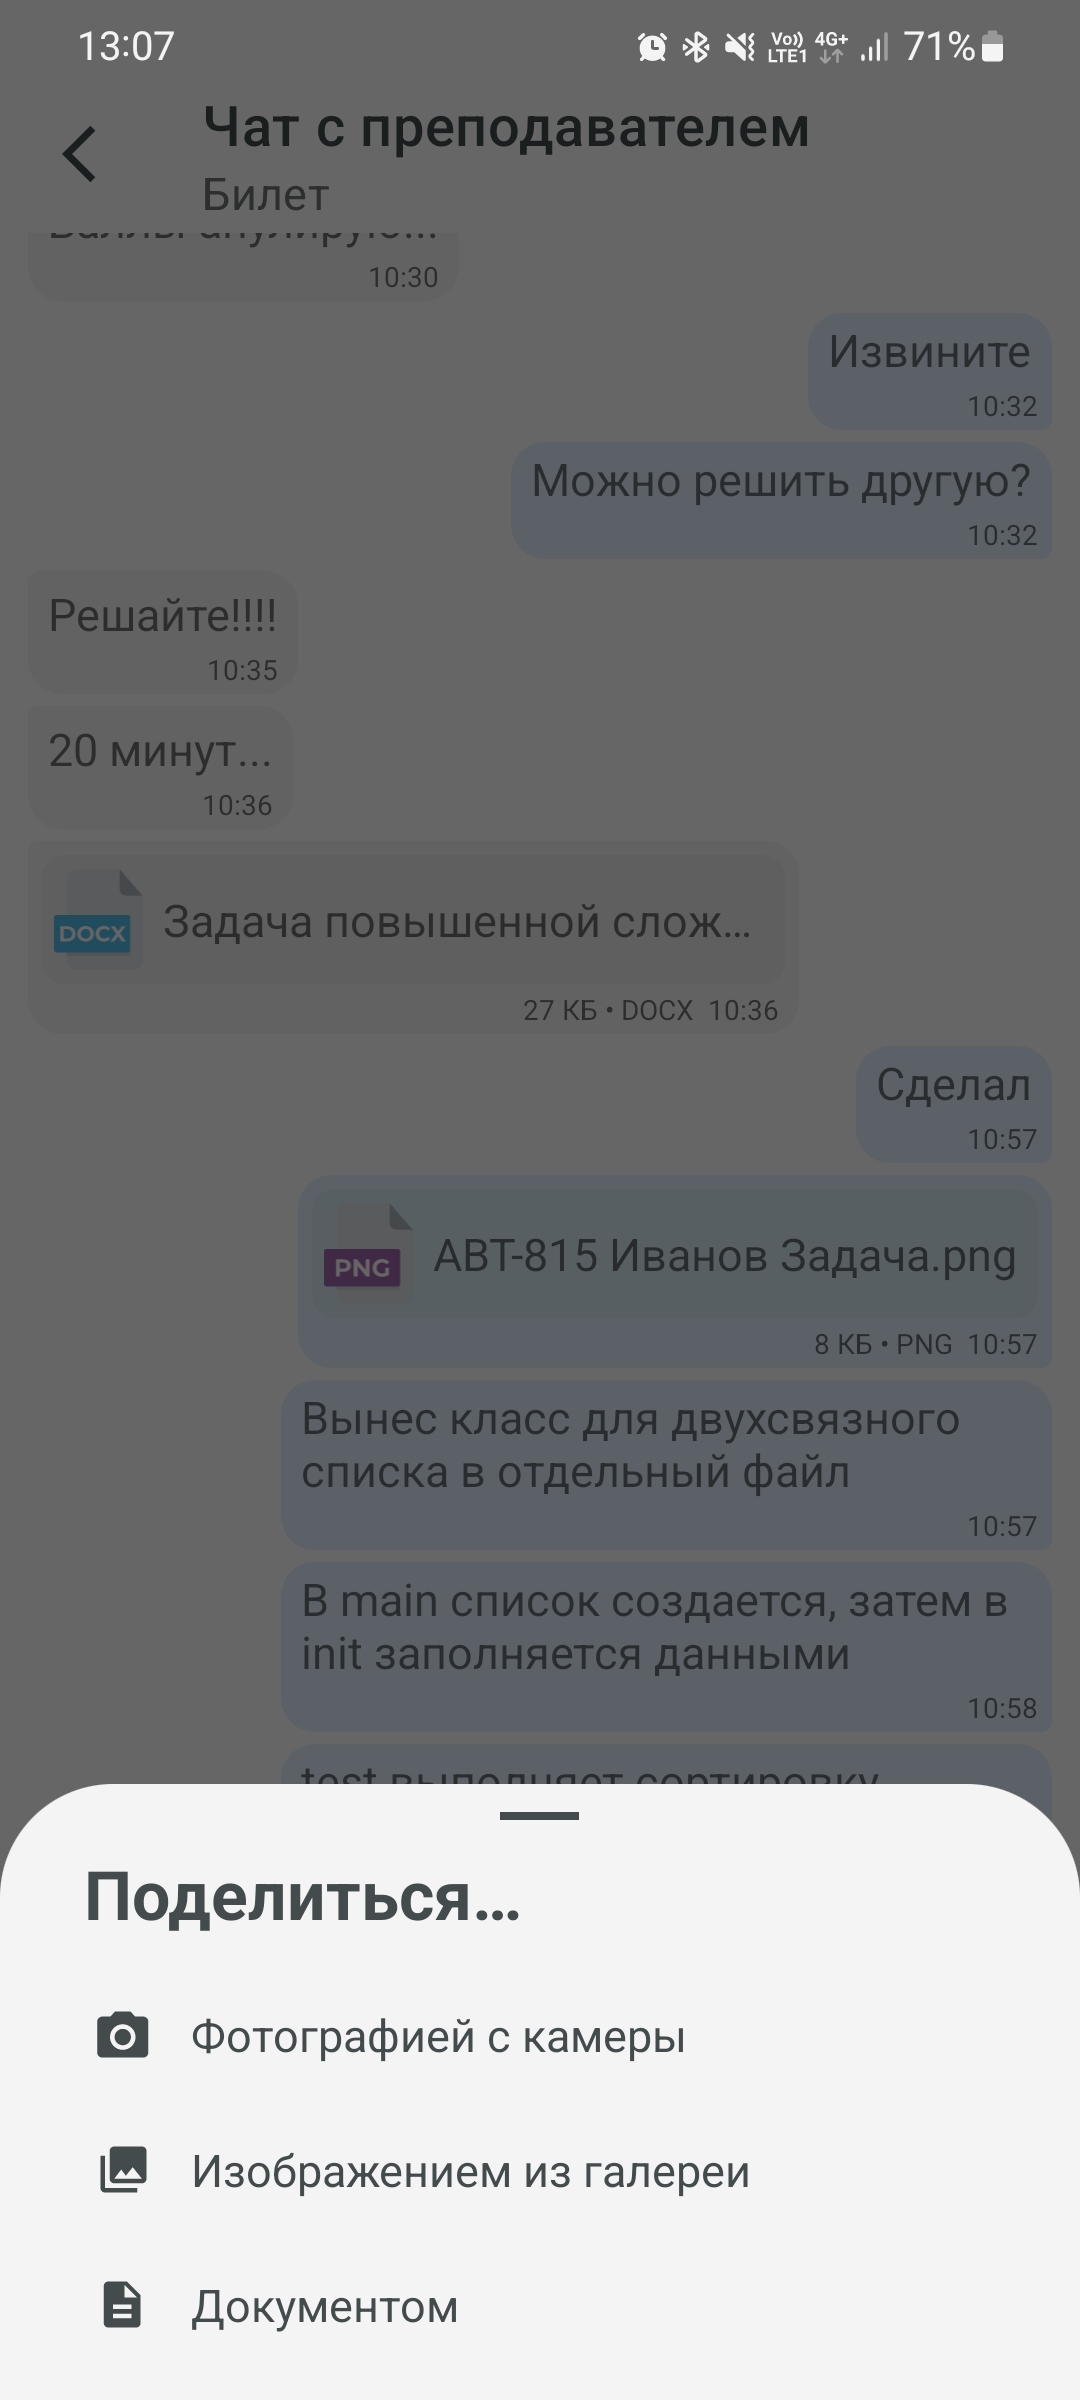 13:07
Vo)) LTE1 4G+ 71%
Чат с преподавателем
Билет
10:30
Извините
10:32
Можно решить другую?
10:32
Решайте!!!!
10:35
20 минут...
10:36
DOCX
Задача повышенной слож...
27 КБ • DOCX 10:36
Сделал
10:57
PNG
АВТ-815 Иванов Задача.png
8 КБ • PNG 10:57
Вынес класс для двухсвязного
списка в отдельный файл
10:57
В main список создается, затем в
init заполняется данными
10:58
test выполняет сортировку
Поделиться...
Фотографией с камеры
Изображением из галереи
Документом